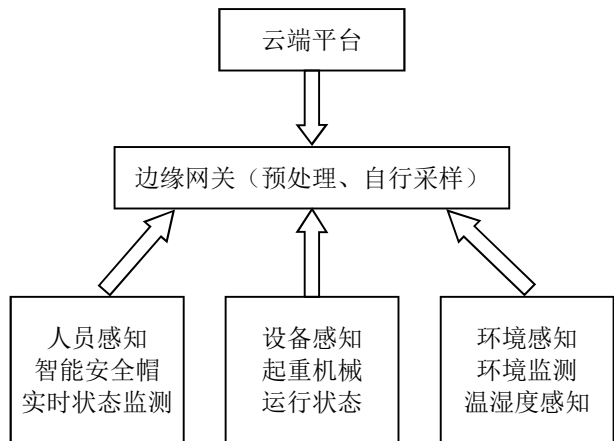 云端平台
边缘网关（预处理、自行采样）
人员感知
智能安全帽
实时状态监测
设备感知
起重机械
运行状态
环境感知
环境监测
温湿度感知